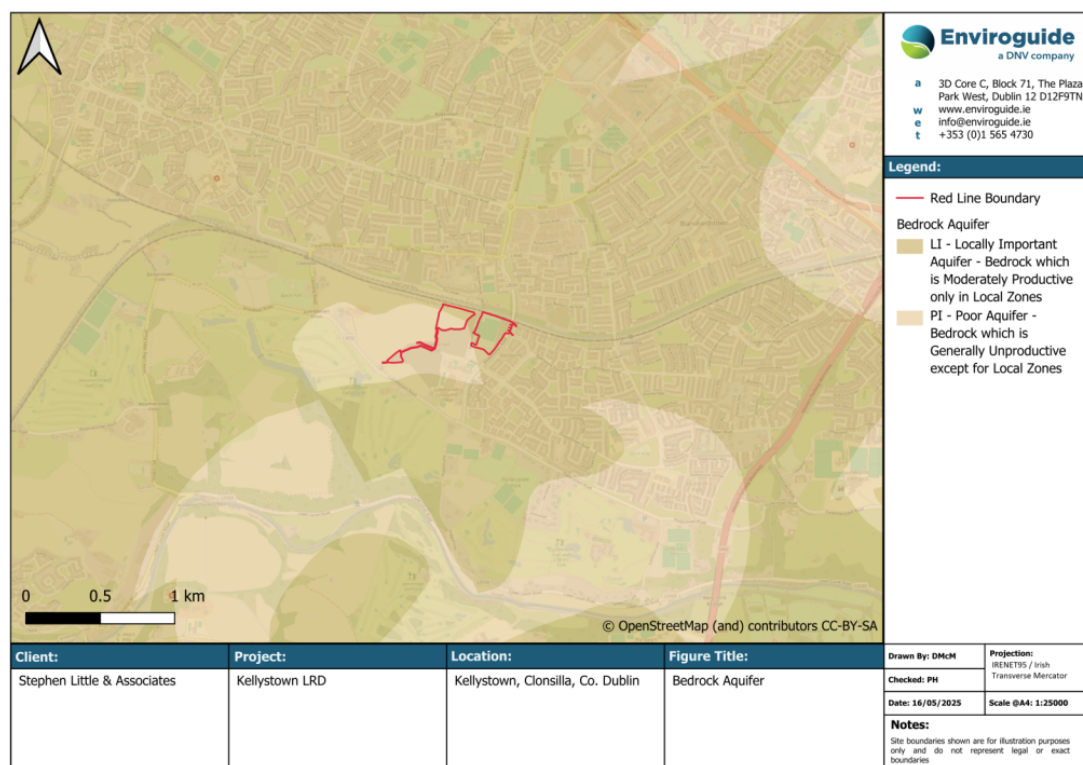 Enviroguide
a DNV company
a 3D Core C, Block 71, The Plaza,
Park West, Dublin 12 D12F9TN
w www.enviroguide.ie
e info@enviroguide.ie
t +353 (0)1 565 4730
Legend:
Red Line Boundary
Bedrock Aquifer
LI - Locally Important
Aquifer - Bedrock which
is Moderately Productive
only in Local Zones
PI - Poor Aquifer -
Bedrock which is
Generally Unproductive
except for Local Zones
0 0.5 1 km
© OpenStreetMap (and) contributors CC-BY-SA
Client:
Stephen Little & Associates
Project:
Kellystown LRD
Location:
Kellystown, Clonsilla, Co. Dublin
Figure Title:
Bedrock Aquifer
Drawn By: DMcM
Projection:
IRENET95 / Irish
Transverse Mercator
Checked: PH
Date: 16/05/2025
Scale @A4: 1:25000
Notes:
Site boundaries shown are for illustration purposes
only and do not represent legal or exact
boundaries